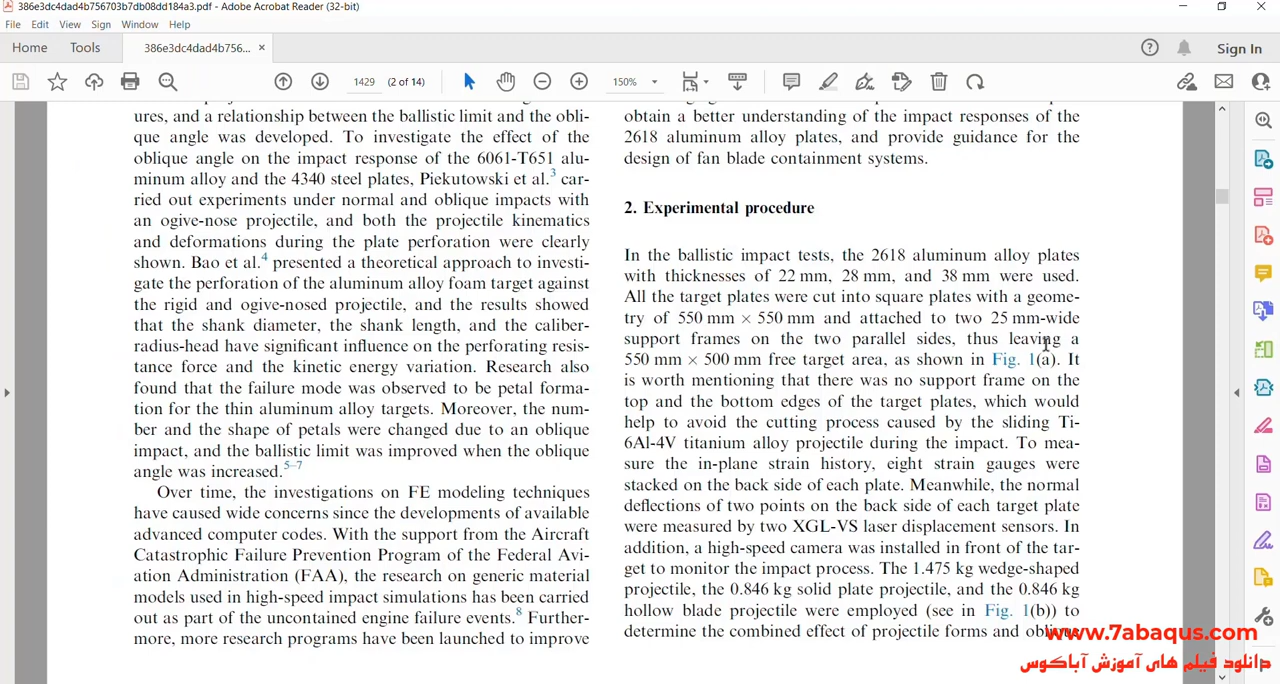 386e3dc4dad4b756703b7db08dd184a3.pdf - Adobe Acrobat Reader (32-bit)
File Edit View Sign Window Help
Home Tools 386e3dc4dad4b756... × Sign In
1429 (2 of 14) 150%
ures, and a relationship between the ballistic limit and the obli-
que angle was developed. To investigate the effect of the
oblique angle on the impact response of the 6061-T651 alu-
minum alloy and the 4340 steel plates, Piekutowski et al.3 car-
ried out experiments under normal and oblique impacts with
an ogive-nose projectile, and both the projectile kinematics
and deformations during the plate perforation were clearly
shown. Bao et al.4 presented a theoretical approach to investi-
gate the perforation of the aluminum alloy foam target against
the rigid and ogive-nosed projectile, and the results showed
that the shank diameter, the shank length, and the caliber-
radius-head have significant influence on the perforating resis-
tance force and the kinetic energy variation. Research also
found that the failure mode was observed to be petal forma-
tion for the thin aluminum alloy targets. Moreover, the num-
ber and the shape of petals were changed due to an oblique
impact, and the ballistic limit was improved when the oblique
angle was increased.5–7
Over time, the investigations on FE modeling techniques
have caused wide concerns since the developments of available
advanced computer codes. With the support from the Aircraft
Catastrophic Failure Prevention Program of the Federal Avi-
ation Administration (FAA), the research on generic material
models used in high-speed impact simulations has been carried
out as part of the uncontained engine failure events.8 Further-
more, more research programs have been launched to improve
obtain a better understanding of the impact responses of the
2618 aluminum alloy plates, and provide guidance for the
design of fan blade containment systems.
2. Experimental procedure
In the ballistic impact tests, the 2618 aluminum alloy plates
with thicknesses of 22 mm, 28 mm, and 38 mm were used.
All the target plates were cut into square plates with a geome-
try of 550 mm × 550 mm and attached to two 25 mm-wide
support frames on the two parallel sides, thus leaving a
550 mm × 500 mm free target area, as shown in Fig. 1(a). It
is worth mentioning that there was no support frame on the
top and the bottom edges of the target plates, which would
help to avoid the cutting process caused by the sliding Ti-
6Al-4V titanium alloy projectile during the impact. To mea-
sure the in-plane strain history, eight strain gauges were
stacked on the back side of each plate. Meanwhile, the normal
deflections of two points on the back side of each target plate
were measured by two XGL-VS laser displacement sensors. In
addition, a high-speed camera was installed in front of the tar-
get to monitor the impact process. The 1.475 kg wedge-shaped
projectile, the 0.846 kg solid plate projectile, and the 0.846 kg
hollow blade projectile were employed (see in Fig. 1(b)) to
determine the combined effect of projectile forms and oblique
www.7abaqus.com
دانلود فیلم های آموزش آباکوس